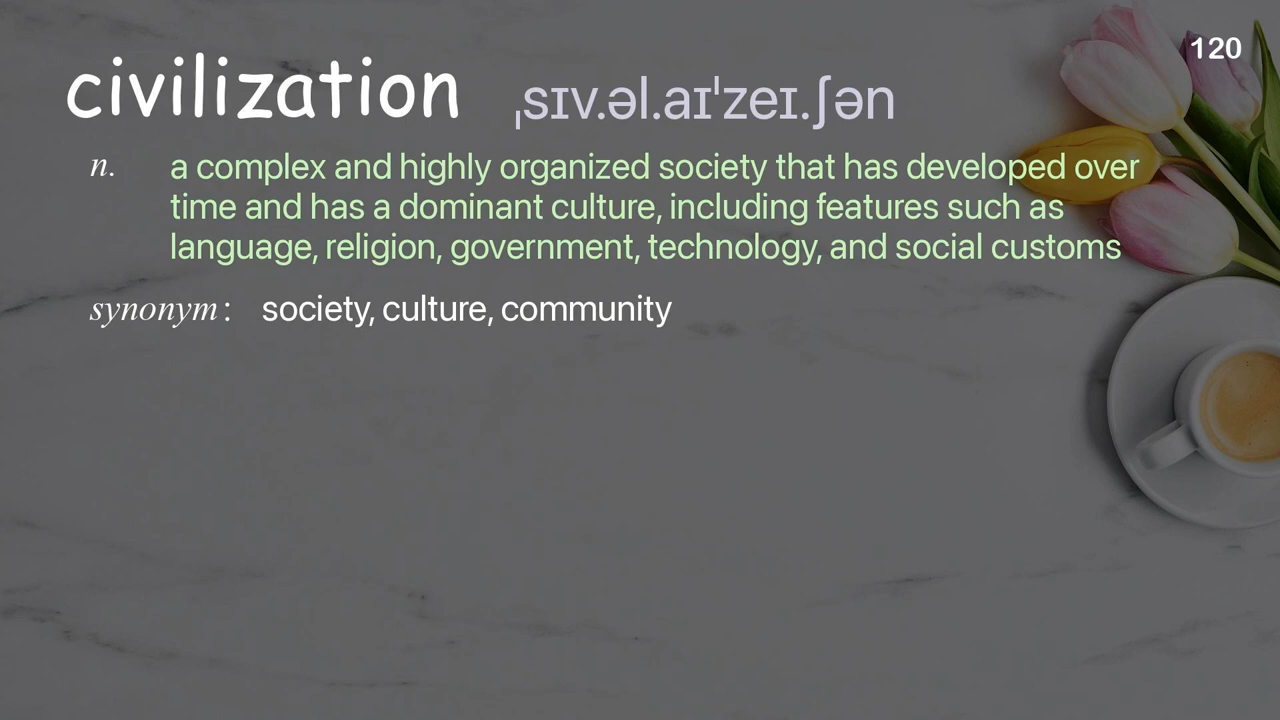 120
civilization ˌsɪv.əl.aɪˈzeɪ.ʃən
n. a complex and highly organized society that has developed over
time and has a dominant culture, including features such as
language, religion, government, technology, and social customs
synonym: society, culture, community